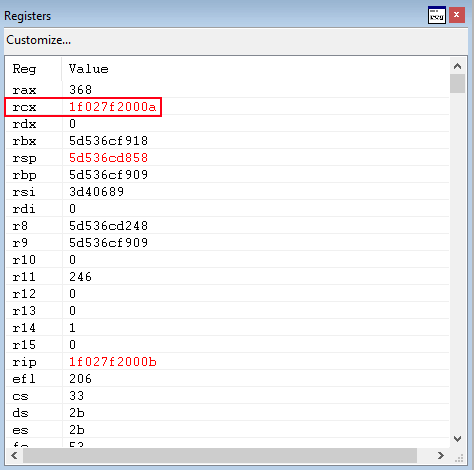 Registers
Customize...
Reg Value
rax 368
rcx 1f027f2000a
rdx 0
rbx 5d536cf918
rsp 5d536cd858
rbp 5d536cf909
rsi 3d40689
rdi 0
r8 5d536cd248
r9 5d536cf909
r10 0
r11 246
r12 0
r13 0
r14 1
r15 0
rip 1f027f2000b
efl 206
cs 33
ds 2b
es 2b